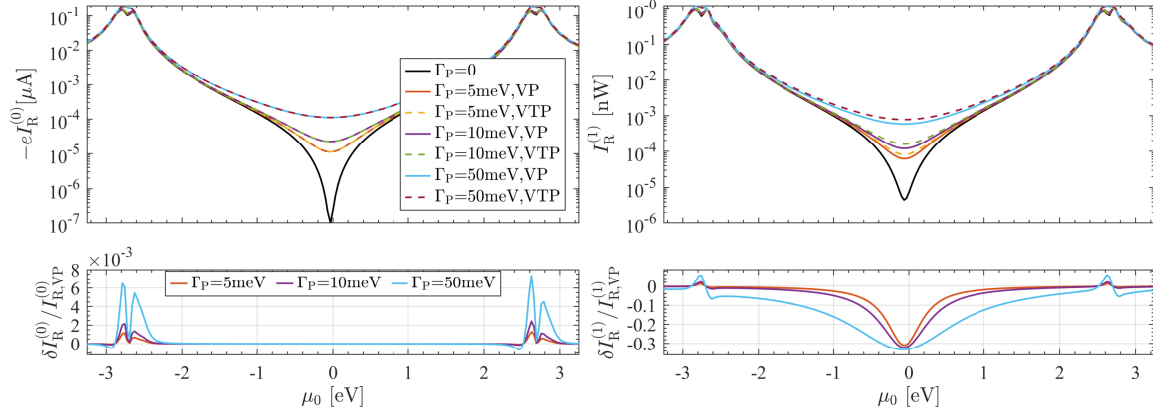 10⁻¹
10⁻²
10⁻³
10⁻⁴
10⁻⁵
10⁻⁶
10⁻⁷
−eI_R^(0) [μA]
Γ_P=0
Γ_P=5meV,VP
Γ_P=5meV,VTP
Γ_P=10meV,VP
Γ_P=10meV,VTP
Γ_P=50meV,VP
Γ_P=50meV,VTP
10⁰
10⁻¹
10⁻²
10⁻³
10⁻⁴
10⁻⁵
10⁻⁶
I_R^(1) [nW]
×10⁻³
8
6
4
2
0
δI_R^(0) / I_R,VP^(0)
Γ_P=5meV Γ_P=10meV Γ_P=50meV
-3 -2 -1 0 1 2 3
μ₀ [eV]
0
-0.1
-0.2
-0.3
δI_R^(1) / I_R,VP^(1)
-3 -2 -1 0 1 2 3
μ₀ [eV]